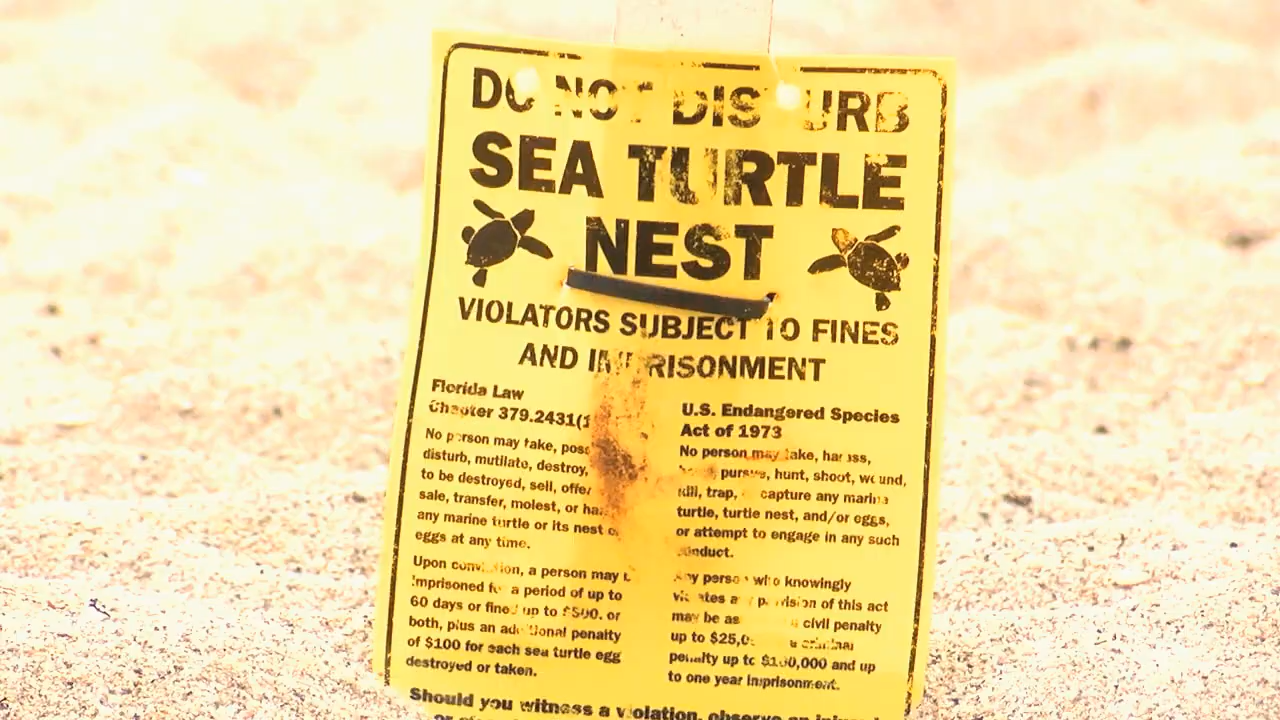 DO NOT DISTURB
SEA TURTLE
NEST
VIOLATORS SUBJECT TO FINES
AND IMPRISONMENT
Florida Law
Chapter 379.2431(1
No person may take,
disturb, mutilate, destroy,
to be destroyed, sell, offer
sale, transfer, molest, or
any marine turtle or its nest
eggs at any time.
Upon conviction, a person may
imprisoned for a period of up to
60 days or fined up to $500, or
both, plus an additional penalty
of $100 for each sea turtle egg
destroyed or taken.
U.S. Endangered Species
Act of 1973
No person may take, harass,
pursue, hunt, shoot, wound,
kill, trap, capture any marine
turtle, turtle nest, and/or eggs,
or attempt to engage in any such
conduct.
Any person who knowingly
violates any provision of this act
may be civil penalty
up to criminal
penalty up to $100,000 and up
to one year imprisonment.
Should you witness a violation, observe an